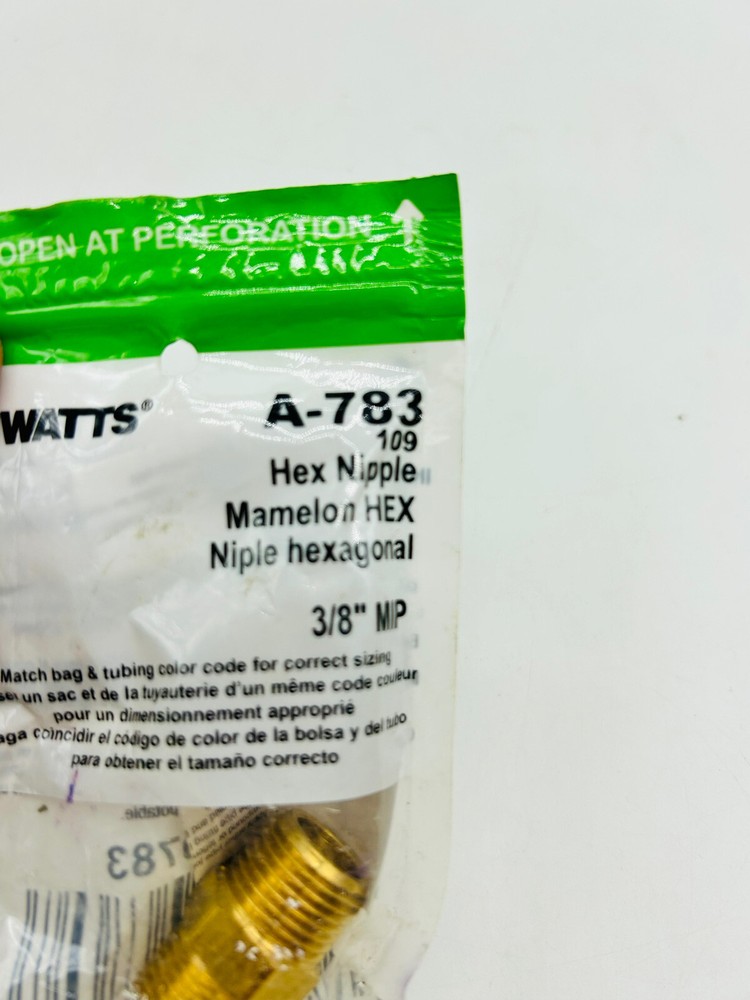 OPEN AT PERFORATION
WATTS®
A-783
109
Hex Nipple
Mamelon HEX
Niple hexagonal
3/8" MIP
Match bag & tubing color code for correct sizing
un sac et de la tuyauterie d'un même code couleur
pour un dimensionnement approprié
aga coincidir el código de color de la bolsa y del tubo
para obtener el tamaño correcto
potable.
783